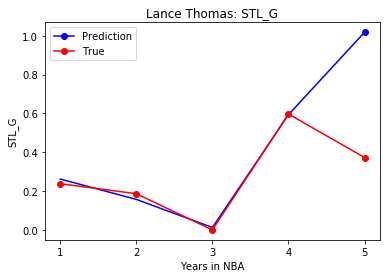 Lance Thomas: STL_G
Prediction
True
1.0
0.8
0.6
0.4
0.2
0.0
STL_G
1 2 3 4 5
Years in NBA